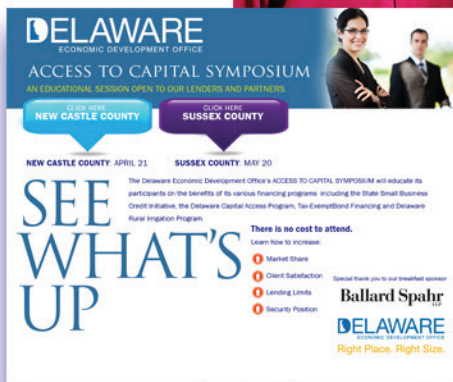 DELAWARE
ECONOMIC DEVELOPMENT OFFICE
ACCESS TO CAPITAL SYMPOSIUM
AN EDUCATIONAL SESSION OPEN TO OUR LENDERS AND PARTNERS
CLICK HERE
NEW CASTLE COUNTY
CLICK HERE
SUSSEX COUNTY
NEW CASTLE COUNTY: APRIL 21
SUSSEX COUNTY: MAY 20
SEE
WHAT'S
UP
The Delaware Economic Development Office's ACCESS TO CAPITAL SYMPOSIUM will educate its
participants on the benefits of its various financing programs including the State Small Business
Credit Initiative, the Delaware Capital Access Program, Tax-ExemptBond Financing and Delaware
Rural Irrigation Program.
There is no cost to attend.
Learn how to increase:
Market Share
Client Satisfaction
Lending Limits
Security Position
Special thank you to our breakfast sponsor
Ballard Spahr
LLP
DELAWARE
ECONOMIC DEVELOPMENT OFFICE
Right Place. Right Size.